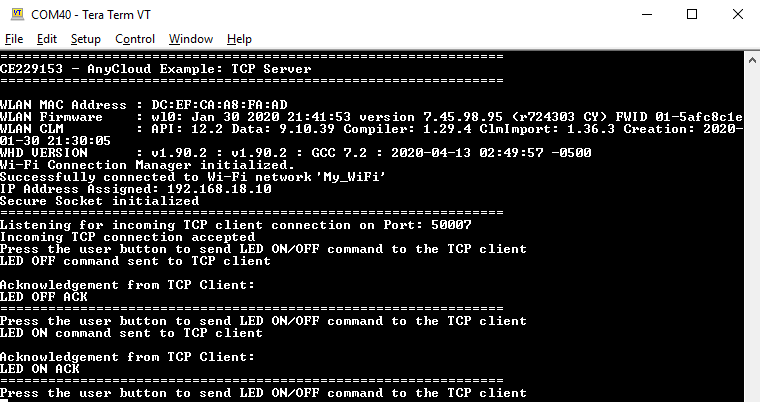 COM40 - Tera Term VT
File Edit Setup Control Window Help
===============================================================
CE229153 - AnyCloud Example: TCP Server
===============================================================
WLAN MAC Address : DC:EF:CA:A8:FA:AD
WLAN Firmware    : wl0: Jan 30 2020 21:41:53 version 7.45.98.95 (r724303 CY) FWID 01-5afc8c1e
WLAN CLM         : API: 12.2 Data: 9.10.39 Compiler: 1.29.4 ClmImport: 1.36.3 Creation: 2020-
01-30 21:30:05
WHD VERSION      : v1.90.2 : v1.90.2 : GCC 7.2 : 2020-04-13 02:49:57 -0500
Wi-Fi Connection Manager initialized.
Successfully connected to Wi-Fi network 'My_WiFi'
IP Address Assigned: 192.168.18.10
Secure Socket initialized
===============================================================
Listening for incoming TCP client connection on Port: 50007
Incoming TCP connection accepted
Press the user button to send LED ON/OFF command to the TCP client
LED OFF command sent to TCP client
Acknowledgement from TCP Client:
LED OFF ACK
===============================================================
Press the user button to send LED ON/OFF command to the TCP client
LED ON command sent to TCP client
Acknowledgement from TCP Client:
LED ON ACK
===============================================================
Press the user button to send LED ON/OFF command to the TCP client